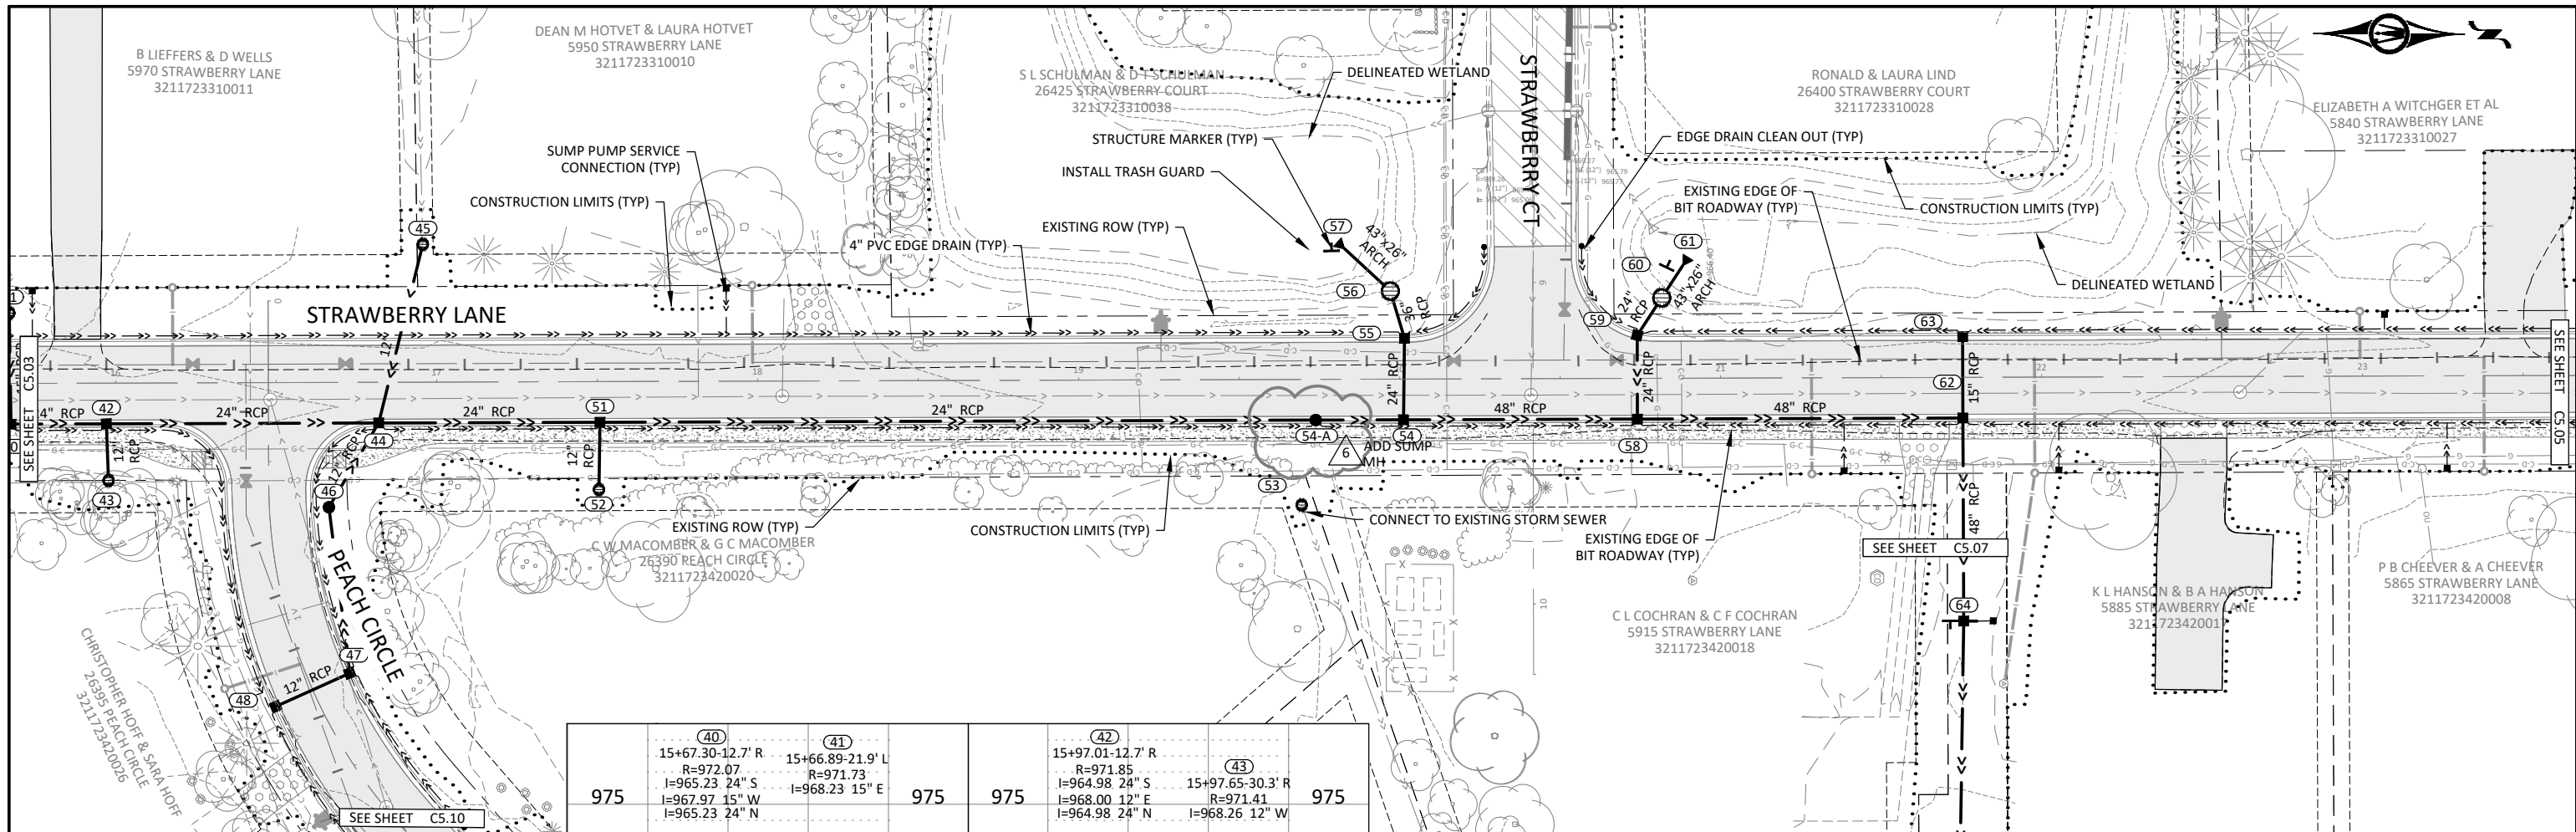 B LIEFFERS & D WELLS
5970 STRAWBERRY LANE
3211723310011
DEAN M HOTVET & LAURA HOTVET
5950 STRAWBERRY LANE
3211723310010
S L SCHULMAN & D I SCHULMAN
26425 STRAWBERRY COURT
3211723310038
DELINEATED WETLAND
STRUCTURE MARKER (TYP)
INSTALL TRASH GUARD
EXISTING ROW (TYP)
4" PVC EDGE DRAIN (TYP)
SUMP PUMP SERVICE
CONNECTION (TYP)
CONSTRUCTION LIMITS (TYP)
STRAWBERRY CT
EDGE DRAIN CLEAN OUT (TYP)
RONALD & LAURA LIND
26400 STRAWBERRY COURT
3211723310028
EXISTING EDGE OF
BIT ROADWAY (TYP)
CONSTRUCTION LIMITS (TYP)
DELINEATED WETLAND
ELIZABETH A WITCHGER ET AL
5840 STRAWBERRY LANE
3211723310027
45
57
43"x26"
ARCH
56
36"
RCP
55
61
60
43"x26"
ARCH
24"
RCP
59
63
STRAWBERRY LANE
12"
16
17
18
19
21
22
23
9
SEE SHEET C5.03
SEE SHEET C5.05
4" RCP
42
24" RCP
44
24" RCP
51
24" RCP
54-A
54
24" RCP
48" RCP
24" RCP
58
48" RCP
62
15" RCP
6
ADD SUMP
MH
12"
RCP
43
12" RCP
46
12"
RCP
52
53
EXISTING ROW (TYP)
CONSTRUCTION LIMITS (TYP)
CONNECT TO EXISTING STORM SEWER
EXISTING EDGE OF
BIT ROADWAY (TYP)
48" RCP
SEE SHEET C5.07
64
C W MACOMBER & G C MACOMBER
26390 PEACH CIRCLE
3211723420020
PEACH CIRCLE
47
12" RCP
48
CHRISTOPHER HOFF & SARA HOFF
26395 PEACH CIRCLE
3211723420026
SEE SHEET C5.10
10
C L COCHRAN & C F COCHRAN
5915 STRAWBERRY LANE
3211723420018
K L HANSON & B A HANSON
5885 STRAWBERRY LANE
3211723420017
P B CHEEVER & A CHEEVER
5865 STRAWBERRY LANE
3211723420008
40
15+67.30-12.7' R
R=972.07
I=965.23 24" S
I=967.97 15" W
I=965.23 24" N
41
15+66.89-21.9' L
R=971.73
I=968.23 15" E
975
975
975
42
15+97.01-12.7' R
R=971.85
I=964.98 24" S
I=968.00 12" E
I=964.98 24" N
43
15+97.65-30.3' R
R=971.41
I=968.26 12" W
975